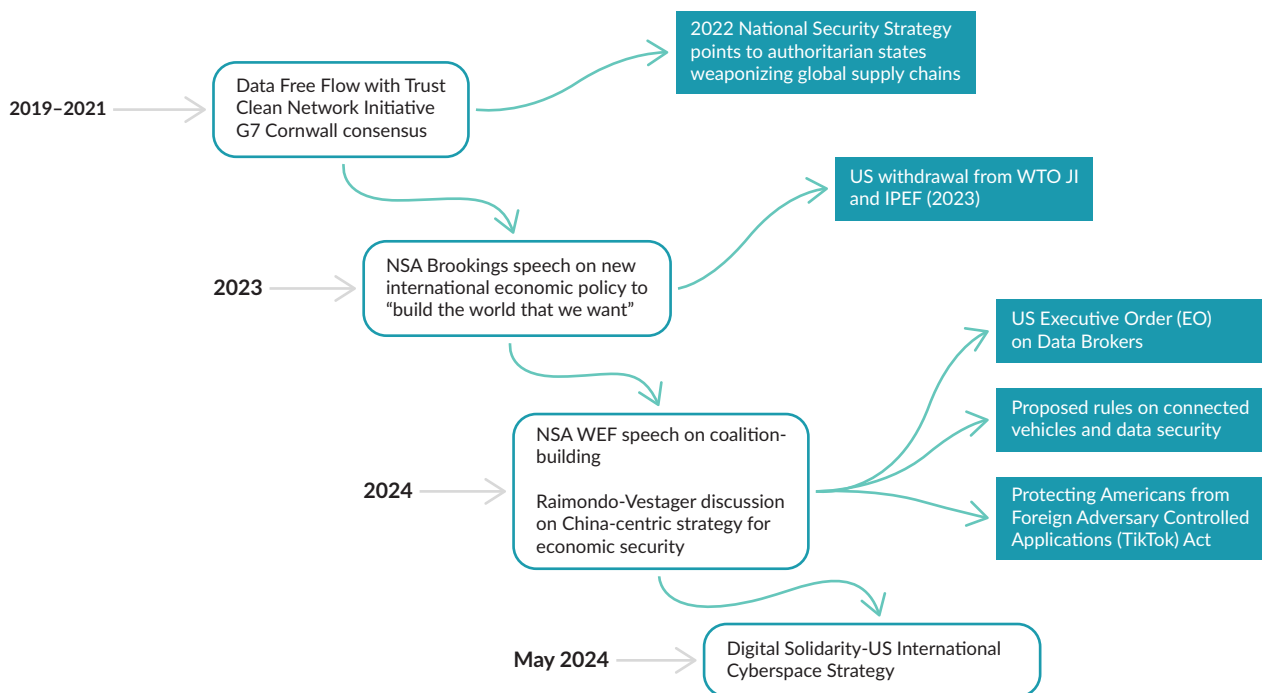 2022 National Security Strategy
points to authoritarian states
weaponizing global supply chains
2019–2021
Data Free Flow with Trust
Clean Network Initiative
G7 Cornwall consensus
US withdrawal from WTO JI
and IPEF (2023)
2023
NSA Brookings speech on new
international economic policy to
“build the world that we want”
US Executive Order (EO)
on Data Brokers
Proposed rules on connected
vehicles and data security
Protecting Americans from
Foreign Adversary Controlled
Applications (TikTok) Act
2024
NSA WEF speech on coalition-
building
Raimondo-Vestager discussion
on China-centric strategy for
economic security
May 2024
Digital Solidarity-US International
Cyberspace Strategy